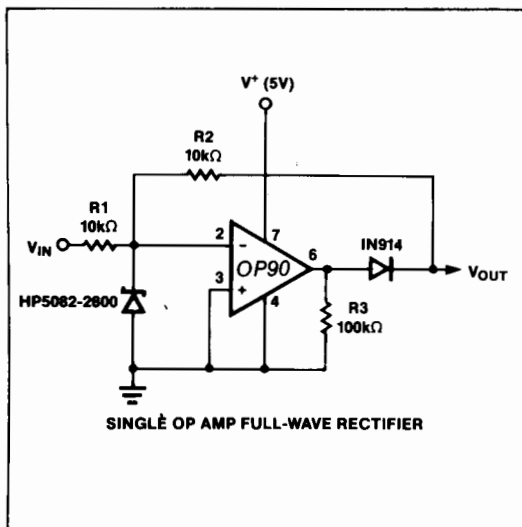 V+ (5V)
R2
10kΩ
R1
10kΩ
VIN
2
7
6
IN914
OP90
3
4
VOUT
HP5082-2800
R3
100kΩ
SINGLE OP AMP FULL-WAVE RECTIFIER